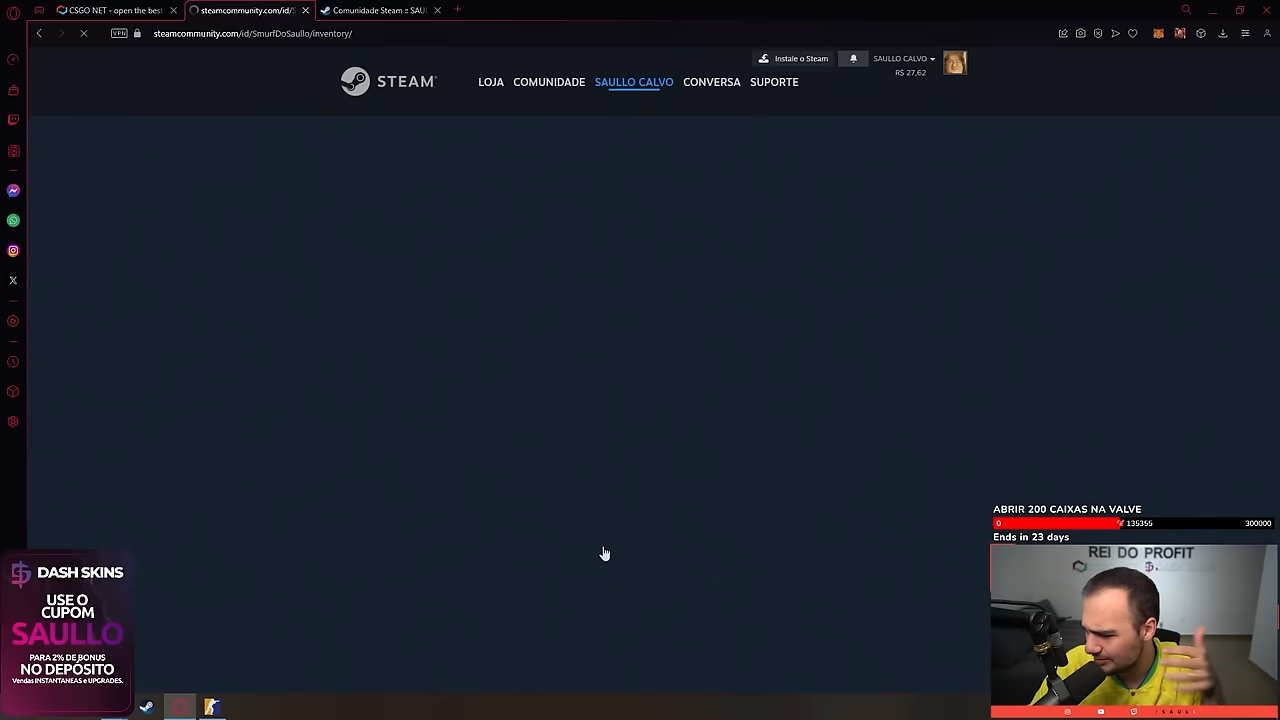 CSGO NET - open the best
steamcommunity.com/id/S
Comunidade Steam :: SAUL
VPN
steamcommunity.com/id/SmurfDoSaullo/inventory/
Instale o Steam
SAULLO CALVO
R$ 27,62
STEAM
LOJA COMUNIDADE SAULLO CALVO CONVERSA SUPORTE
ABRIR 200 CAIXAS NA VALVE
0 135355 300000
Ends in 23 days
REI DO PROFIT
DASH SKINS
USE O
CUPOM
SAULLO
PARA 2% DE BONUS
NO DEPÓSITO
Vendas INSTANTANEAS e UPGRADES.